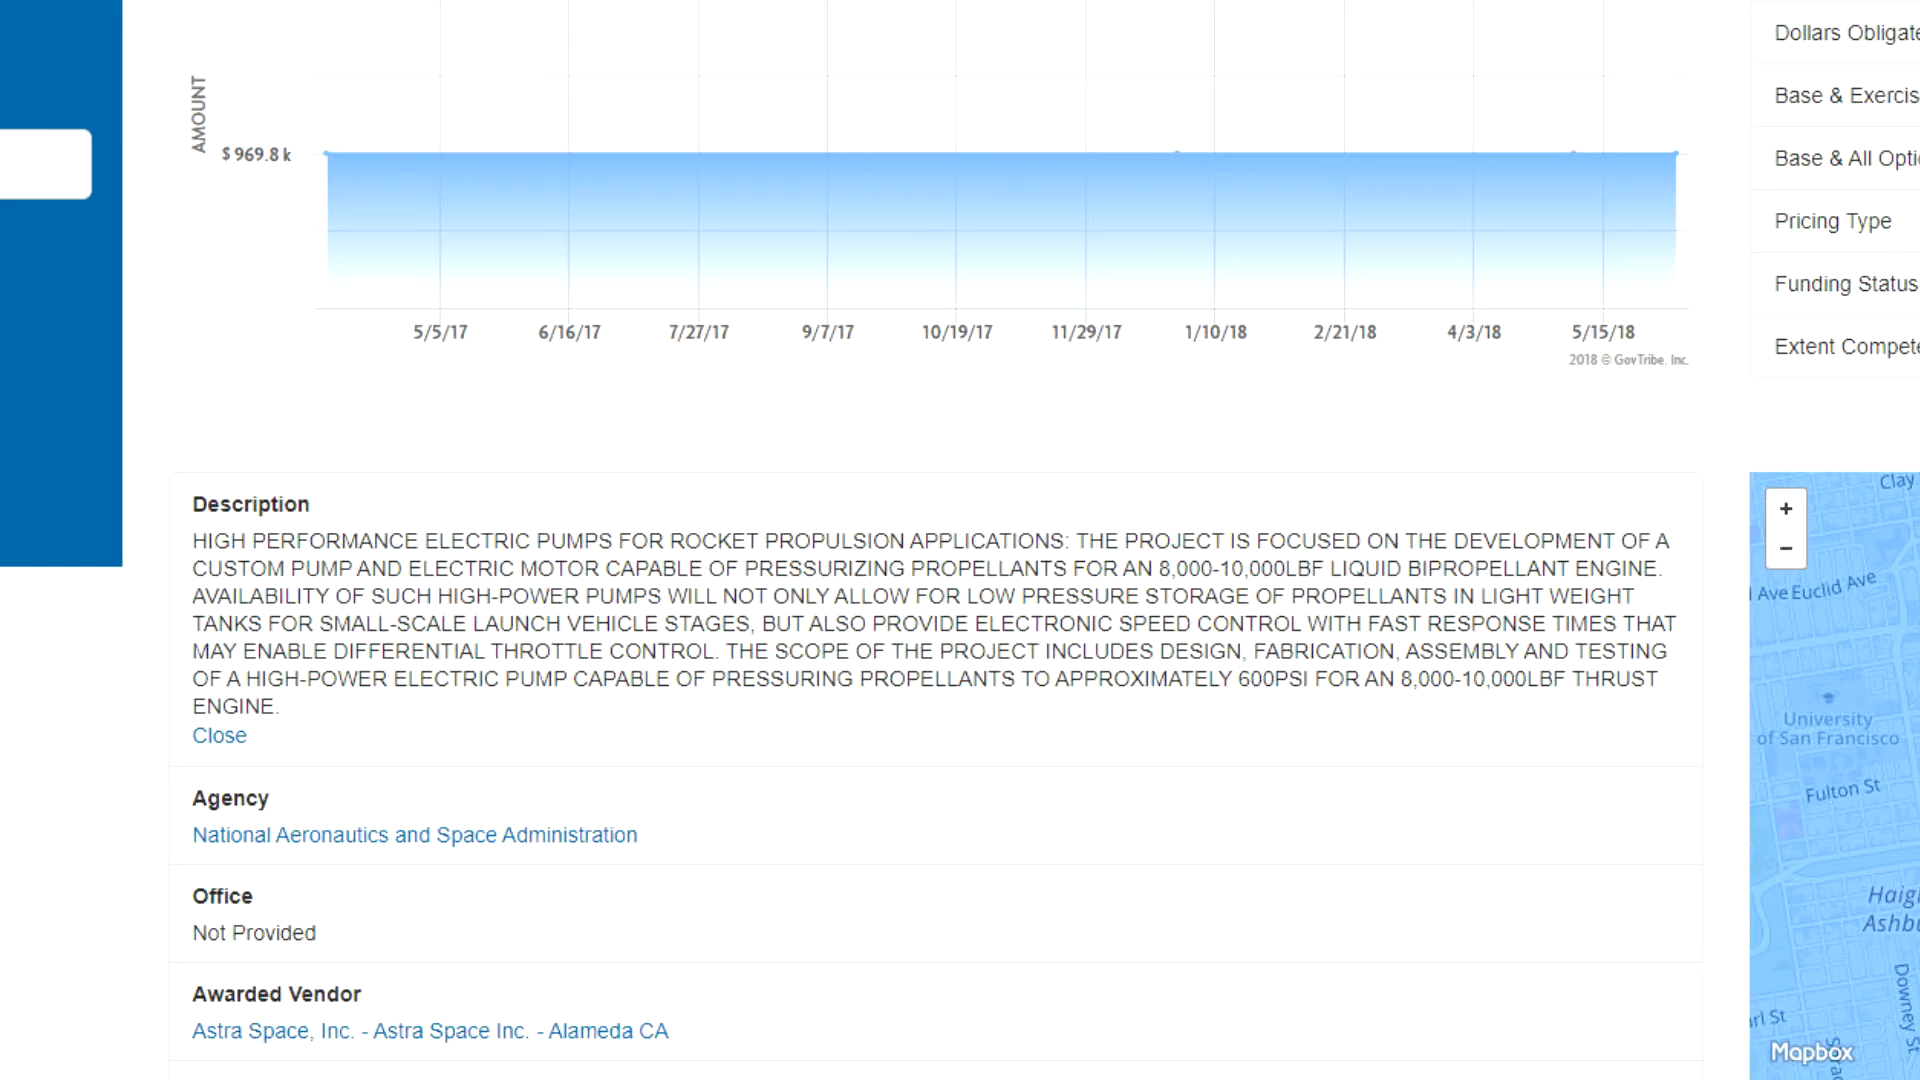 Dollars Obligate
AMOUNT
Base & Exercis
$ 969.8 k
Base & All Opti
Pricing Type
Funding Status
5/5/17 6/16/17 7/27/17 9/7/17 10/19/17 11/29/17 1/10/18 2/21/18 4/3/18 5/15/18
Extent Compete
2018 © GovTribe, Inc.
Description
HIGH PERFORMANCE ELECTRIC PUMPS FOR ROCKET PROPULSION APPLICATIONS: THE PROJECT IS FOCUSED ON THE DEVELOPMENT OF A
CUSTOM PUMP AND ELECTRIC MOTOR CAPABLE OF PRESSURIZING PROPELLANTS FOR AN 8,000-10,000LBF LIQUID BIPROPELLANT ENGINE.
AVAILABILITY OF SUCH HIGH-POWER PUMPS WILL NOT ONLY ALLOW FOR LOW PRESSURE STORAGE OF PROPELLANTS IN LIGHT WEIGHT
TANKS FOR SMALL-SCALE LAUNCH VEHICLE STAGES, BUT ALSO PROVIDE ELECTRONIC SPEED CONTROL WITH FAST RESPONSE TIMES THAT
MAY ENABLE DIFFERENTIAL THROTTLE CONTROL. THE SCOPE OF THE PROJECT INCLUDES DESIGN, FABRICATION, ASSEMBLY AND TESTING
OF A HIGH-POWER ELECTRIC PUMP CAPABLE OF PRESSURING PROPELLANTS TO APPROXIMATELY 600PSI FOR AN 8,000-10,000LBF THRUST
ENGINE.
Close
Agency
National Aeronautics and Space Administration
Office
Not Provided
Awarded Vendor
Astra Space, Inc. - Astra Space Inc. - Alameda CA
Clay
+
−
Ave Euclid Ave
University
of San Francisco
Fulton St
Haigh
Ashbu
Downey St
arl St
Mapbox